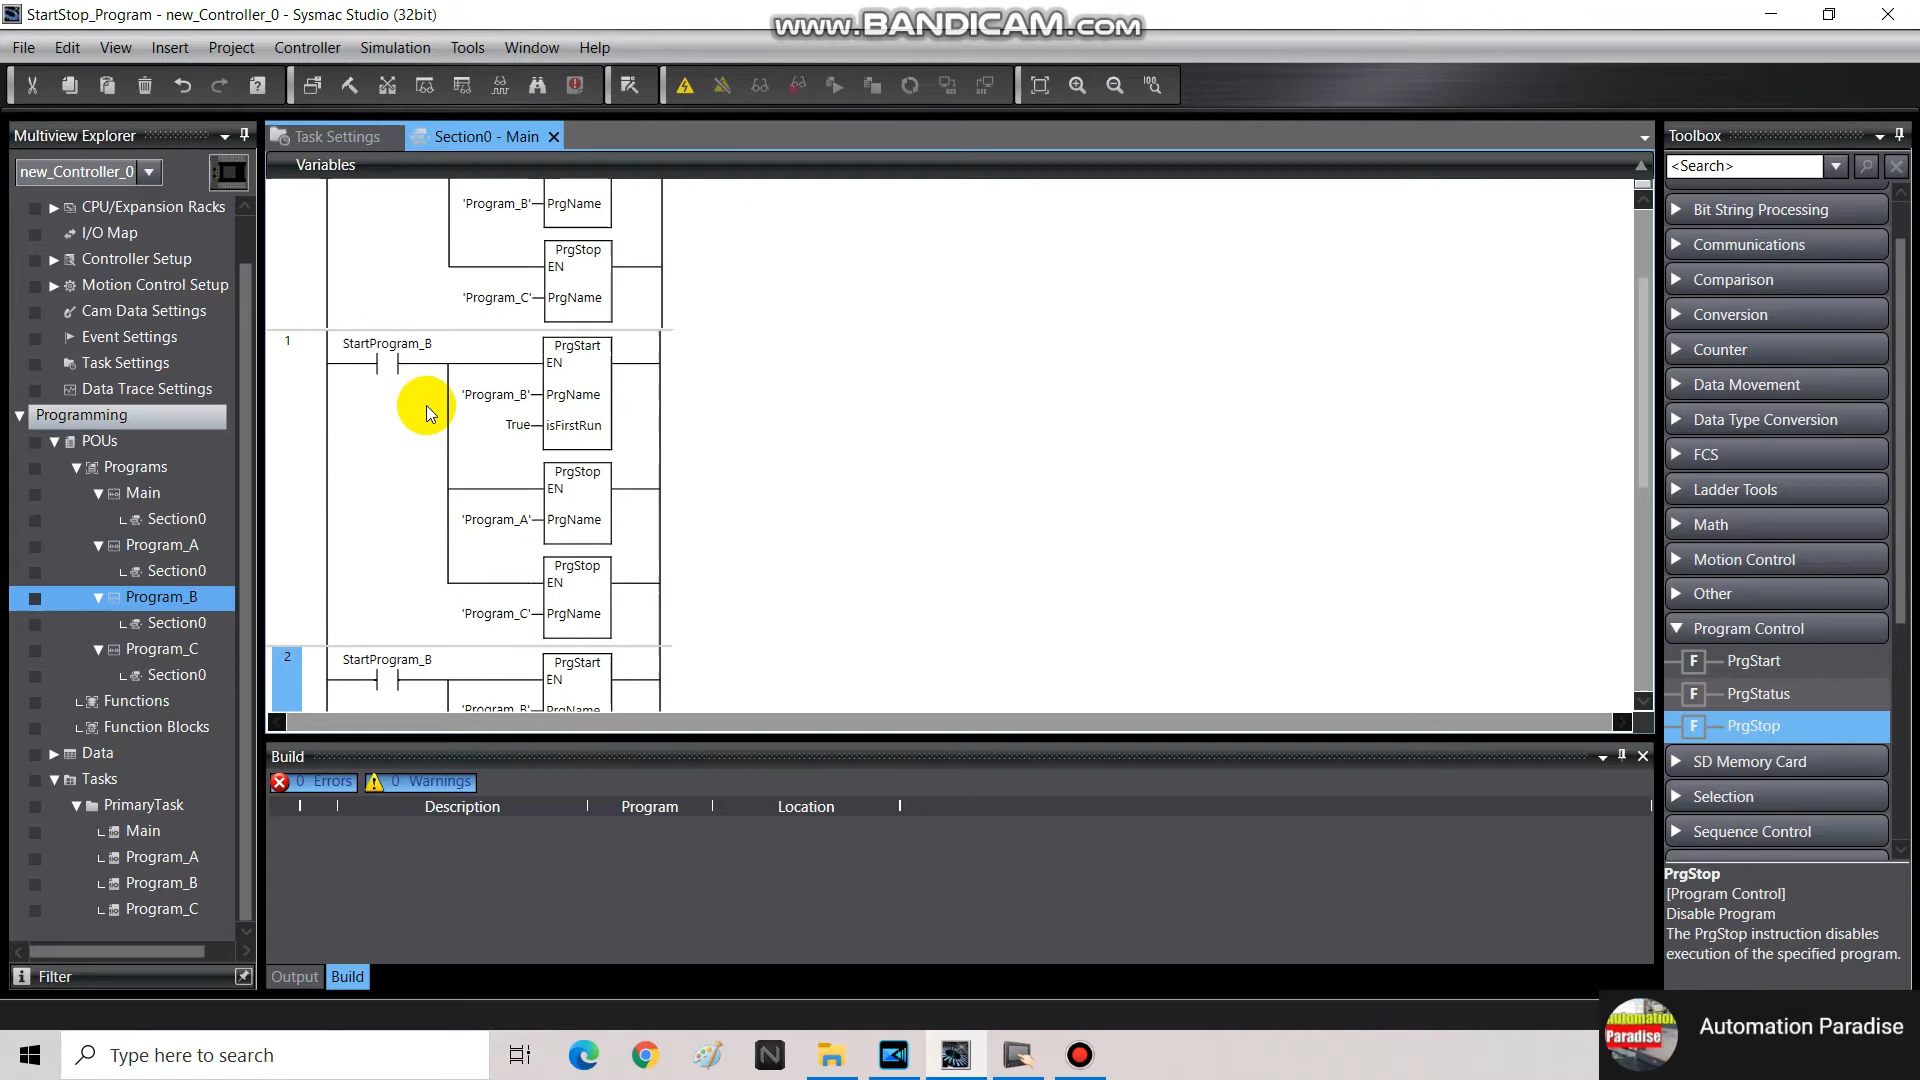 StartStop_Program - new_Controller_0 - Sysmac Studio (32bit)
www.BANDICAM.com
File Edit View Insert Project Controller Simulation Tools Window Help
Multiview Explorer
new_Controller_0
CPU/Expansion Racks
I/O Map
Controller Setup
Motion Control Setup
Cam Data Settings
Event Settings
Task Settings
Data Trace Settings
Programming
POUs
Programs
Main
Section0
Program_A
Section0
Program_B
Section0
Program_C
Section0
Functions
Function Blocks
Data
Tasks
PrimaryTask
Main
Program_A
Program_B
Program_C
Filter
Task Settings
Section0 - Main
Variables
'Program_B' PrgName
PrgStop
EN
'Program_C' PrgName
1
StartProgram_B
PrgStart
EN
'Program_B' PrgName
True isFirstRun
PrgStop
EN
'Program_A' PrgName
PrgStop
EN
'Program_C' PrgName
2
StartProgram_B
PrgStart
EN
'Program_B' PrgName
Build
0 Errors
0 Warnings
Description Program Location
Output Build
Toolbox
<Search>
Bit String Processing
Communications
Comparison
Conversion
Counter
Data Movement
Data Type Conversion
FCS
Ladder Tools
Math
Motion Control
Other
Program Control
F PrgStart
F PrgStatus
F PrgStop
SD Memory Card
Selection
Sequence Control
PrgStop
[Program Control]
Disable Program
The PrgStop instruction disables
execution of the specified program.
Type here to search
Automation
Paradise
Automation Paradise